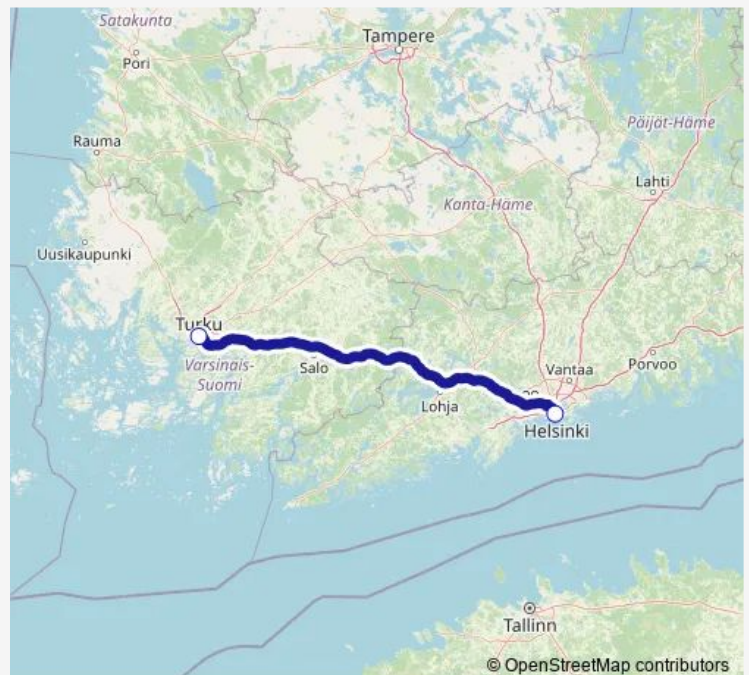 Satakunta
Tampere
Pori
Päijät-Häme
Rauma
Lahti
Kanta-Häme
Uusikaupunki
Turku
Varsinais-
Suomi
Salo
Vantaa
Porvoo
Lohja
Helsinki
Tallinn
© OpenStreetMap contributors